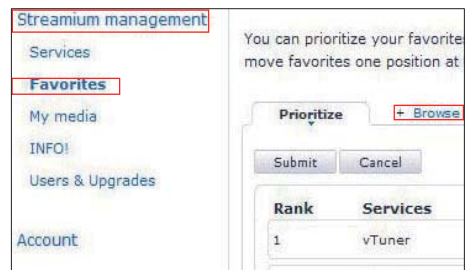 Streamium management
Services
Favorites
My media
INFO!
Users & Upgrades
Account
You can prioritize your favorite
move favorites one position at
Prioritize
+ Browse
Submit
Cancel
Rank
Services
1
vTuner